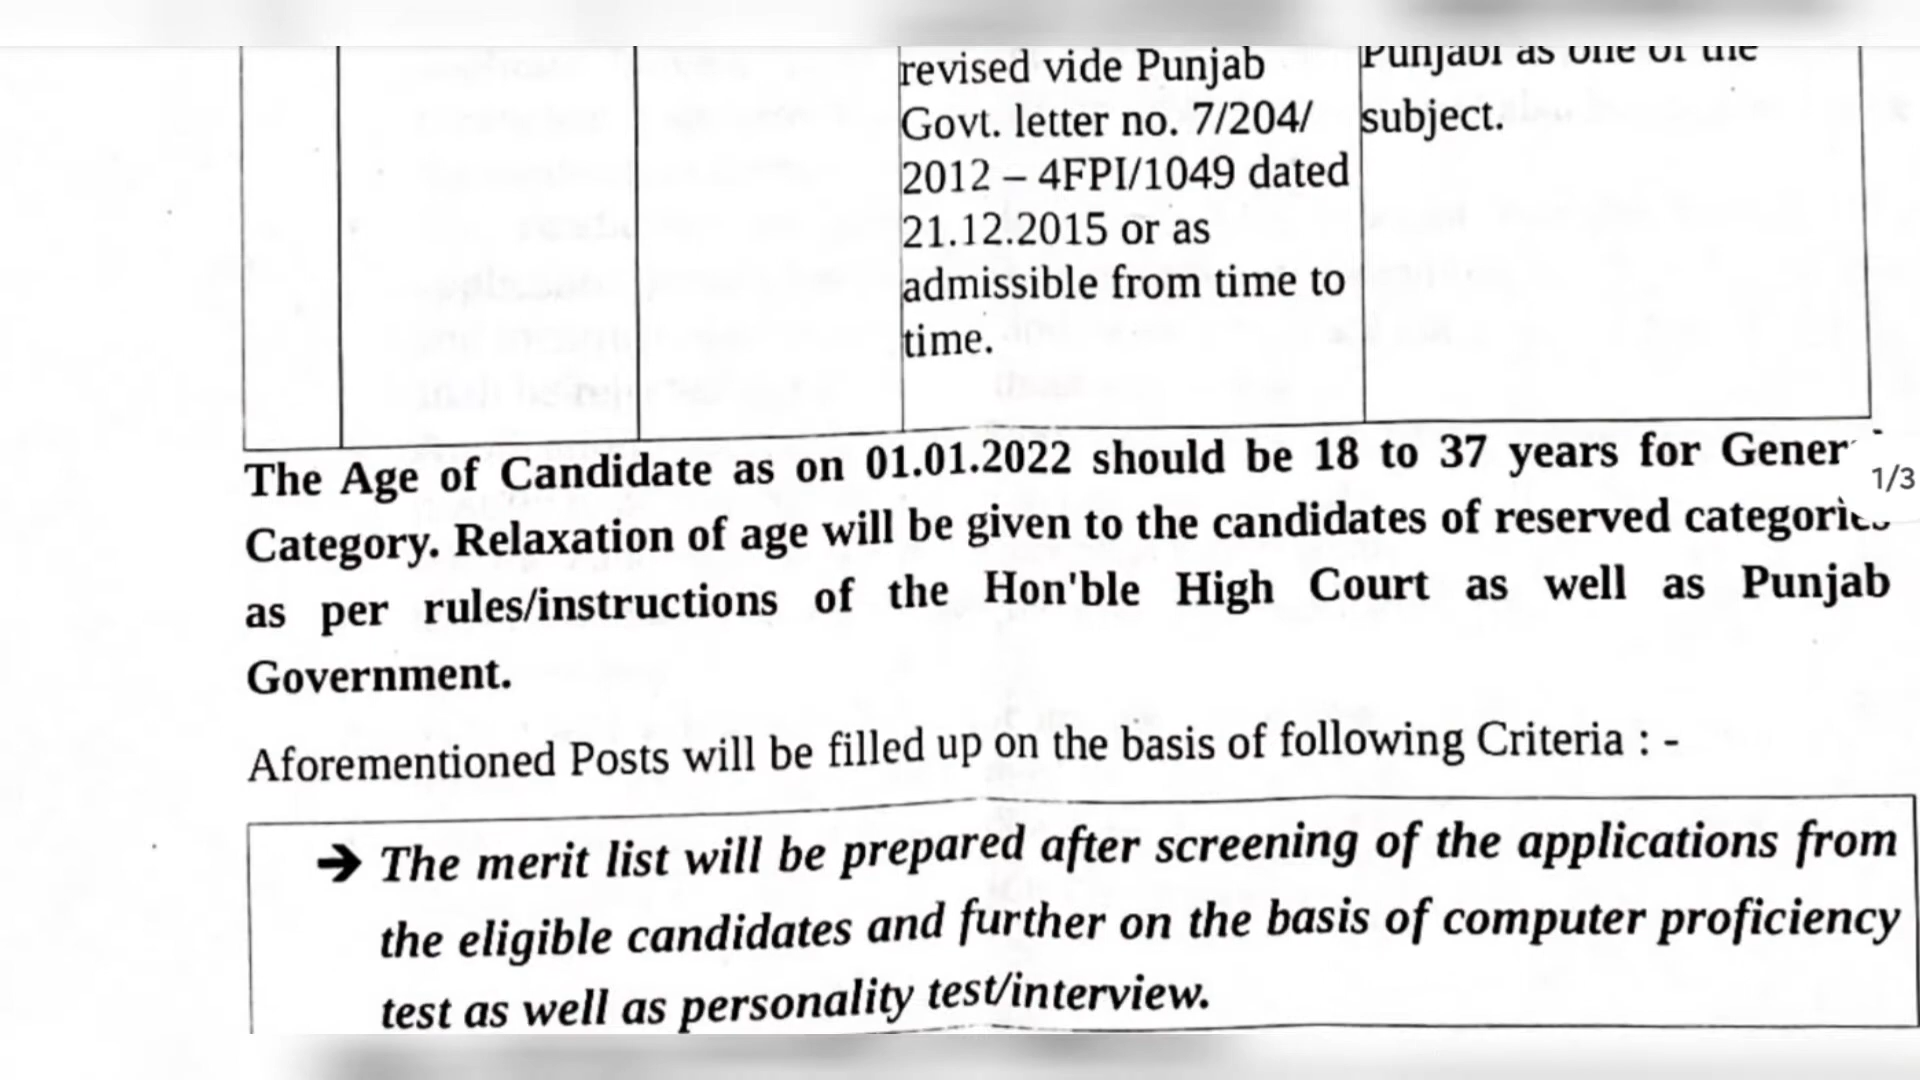 revised vide Punjab
Govt. letter no. 7/204/
2012 – 4FPI/1049 dated
21.12.2015 or as
admissible from time to
time.
Punjabi as one of the
subject.
The Age of Candidate as on 01.01.2022 should be 18 to 37 years for
1/3
Category. Relaxation of age will be given to the candidates of reserved categories
as per rules/instructions of the Hon'ble High Court as well as Punjab
Government.
Aforementioned Posts will be filled up on the basis of following Criteria : -
➔ The merit list will be prepared after screening of the applications from
the eligible candidates and further on the basis of computer proficiency
test as well as personality test/interview.